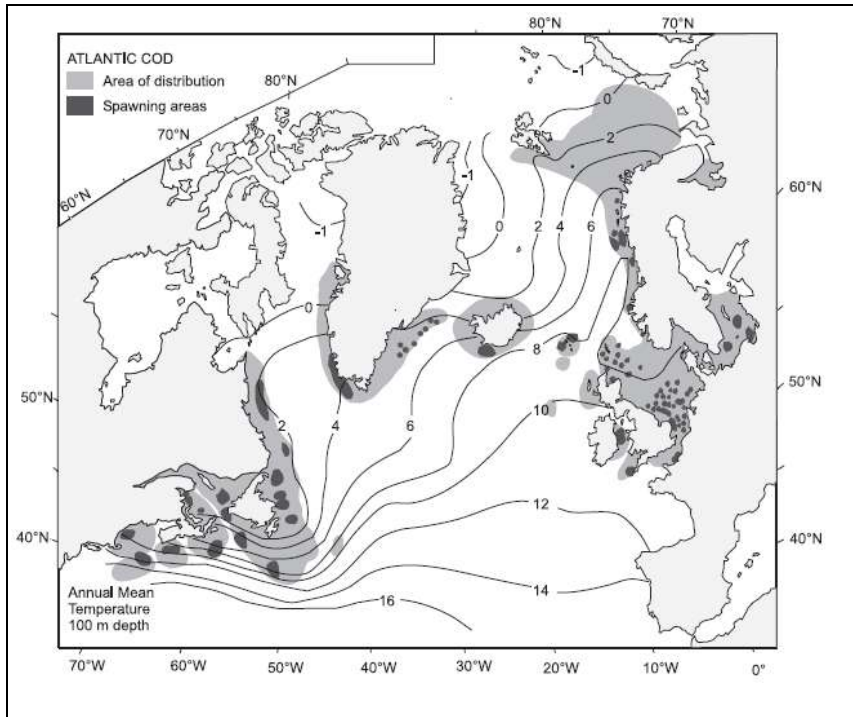 80°N 70°N
ATLANTIC COD
Area of distribution
Spawning areas
80°N
70°N
60°N
-1
0
2
-1
0 2 4 6
-1
60°N
0
8
50°N
2 4 6 10
50°N
12
40°N
40°N
14
16
Annual Mean
Temperature
100 m depth
70°W 60°W 50°W 40°W 30°W 20°W 10°W 0°